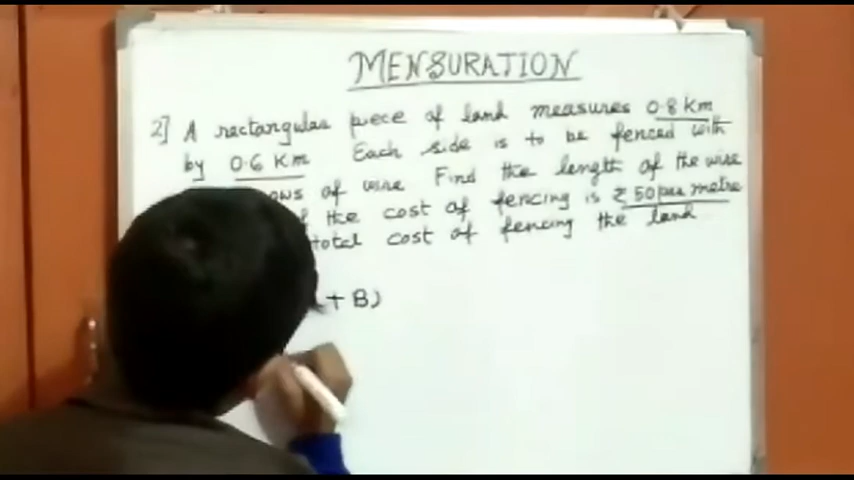 MENSURATION
2] A rectangular piece of land measures 0.8 km
by 0.6 Km Each side is to be fenced with
of wire Find the length of the wire
the cost of fencing is ₹ 50 per metre
total cost of fencing the land
+ B)